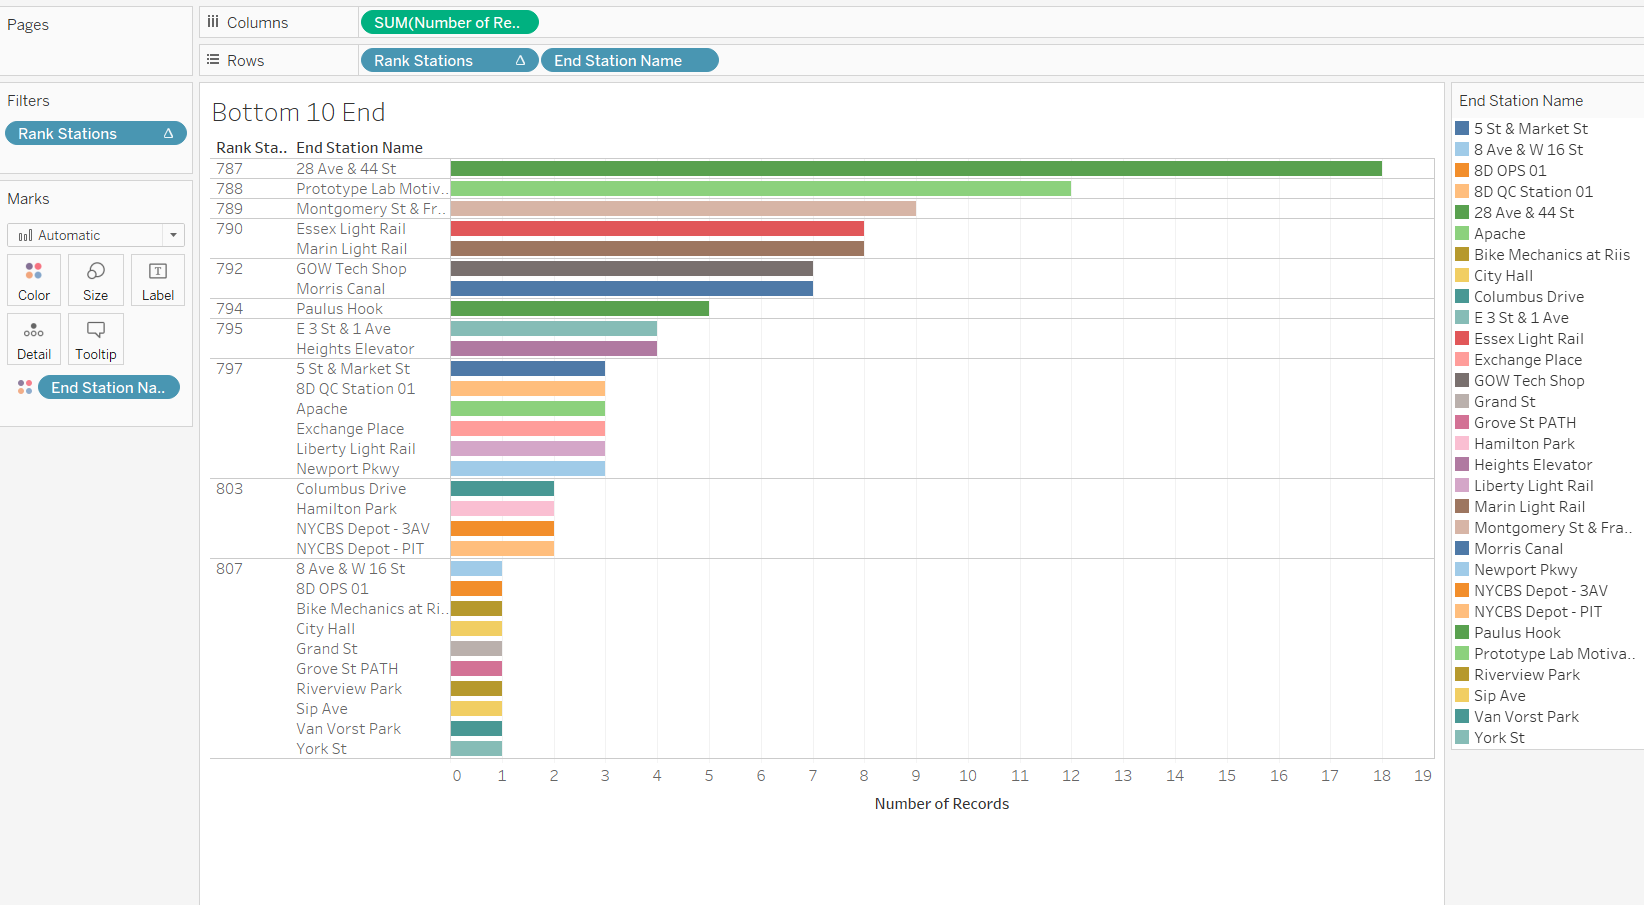 Pages
Columns SUM(Number of Re..
Rows Rank Stations Δ End Station Name
Filters
Rank Stations Δ
Marks
Automatic
Color Size Label
Detail Tooltip
End Station Na..
Bottom 10 End
Rank Sta.. End Station Name
787 28 Ave & 44 St
788 Prototype Lab Motiv..
789 Montgomery St & Fr..
790 Essex Light Rail
Marin Light Rail
792 GOW Tech Shop
Morris Canal
794 Paulus Hook
795 E 3 St & 1 Ave
Heights Elevator
797 5 St & Market St
8D QC Station 01
Apache
Exchange Place
Liberty Light Rail
Newport Pkwy
803 Columbus Drive
Hamilton Park
NYCBS Depot - 3AV
NYCBS Depot - PIT
807 8 Ave & W 16 St
8D OPS 01
Bike Mechanics at Ri..
City Hall
Grand St
Grove St PATH
Riverview Park
Sip Ave
Van Vorst Park
York St
0 1 2 3 4 5 6 7 8 9 10 11 12 13 14 15 16 17 18 19
Number of Records
End Station Name
5 St & Market St
8 Ave & W 16 St
8D OPS 01
8D QC Station 01
28 Ave & 44 St
Apache
Bike Mechanics at Riis
City Hall
Columbus Drive
E 3 St & 1 Ave
Essex Light Rail
Exchange Place
GOW Tech Shop
Grand St
Grove St PATH
Hamilton Park
Heights Elevator
Liberty Light Rail
Marin Light Rail
Montgomery St & Fra..
Morris Canal
Newport Pkwy
NYCBS Depot - 3AV
NYCBS Depot - PIT
Paulus Hook
Prototype Lab Motiva..
Riverview Park
Sip Ave
Van Vorst Park
York St